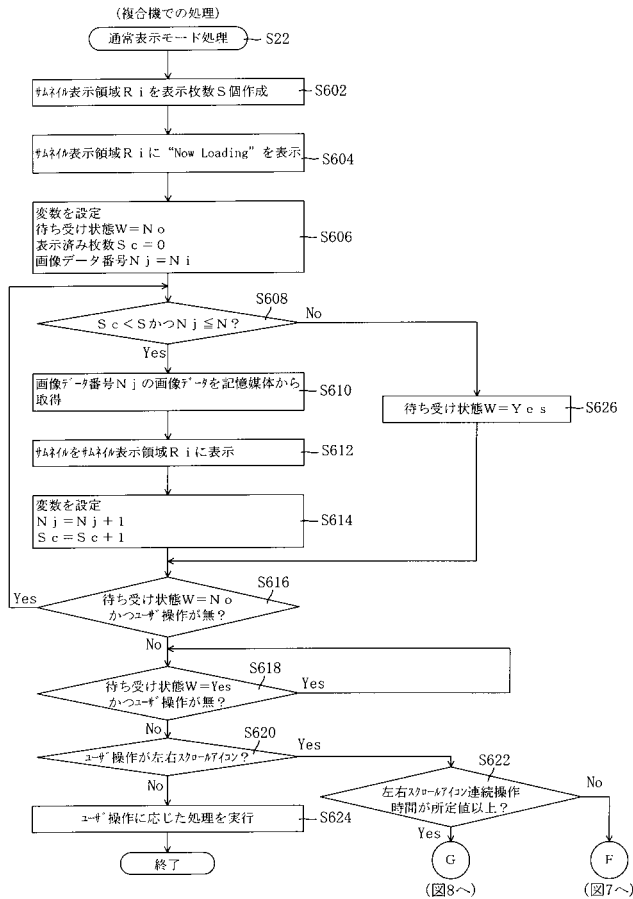 (複合機での処理)
通常表示モード処理
S22
サムネイル表示領域Ｒｉを表示枚数Ｓ個作成
S602
サムネイル表示領域Ｒｉに“Now Loading”を表示
S604
変数を設定
待ち受け状態Ｗ＝Ｎｏ
表示済み枚数Ｓｃ＝０
画像データ番号Ｎｊ＝Ｎｉ
S606
S608
Ｓｃ＜ＳかつＮｊ≦Ｎ？
No
Yes
画像データ番号Ｎｊの画像データを記憶媒体から
取得
S610
待ち受け状態Ｗ＝Ｙｅｓ
S626
サムネイルをサムネイル表示領域Ｒｉに表示
S612
変数を設定
Ｎｊ＝Ｎｊ＋１
Ｓｃ＝Ｓｃ＋１
S614
S616
Yes
待ち受け状態Ｗ＝Ｎｏ
かつユーザ操作が無？
No
S618
待ち受け状態Ｗ＝Yes
かつユーザ操作が無？
Yes
No
S620
ユーザ操作が左右スクロールアイコン？
Yes
No
S622
左右スクロールアイコン連続操作
時間が所定値以上？
No
Yes
ユーザ操作に応じた処理を実行
S624
終了
G
F
(図8へ)
(図7へ)